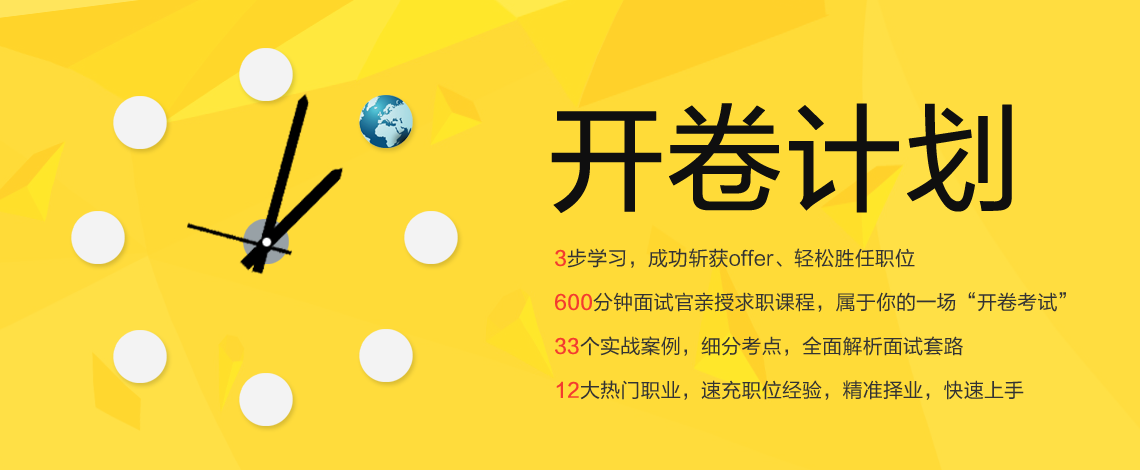 开卷计划
3步学习，成功斩获offer、轻松胜任职位
600分钟面试官亲授求职课程，属于你的一场“开卷考试”
33个实战案例，细分考点，全面解析面试套路
12大热门职业，速充职位经验，精准择业，快速上手